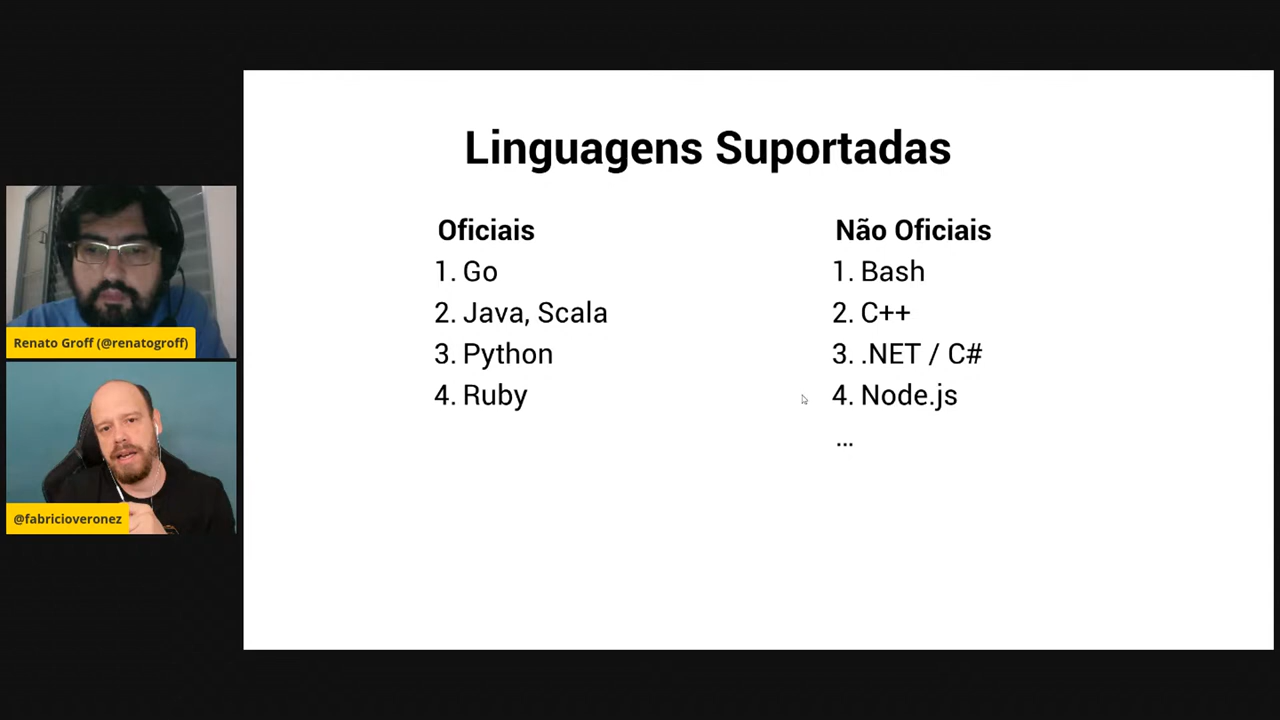 Linguagens Suportadas
Oficiais
1. Go
2. Java, Scala
3. Python
4. Ruby
Não Oficiais
1. Bash
2. C++
3. .NET / C#
4. Node.js
...
Renato Groff (@renatogroff)
@fabricioveronez